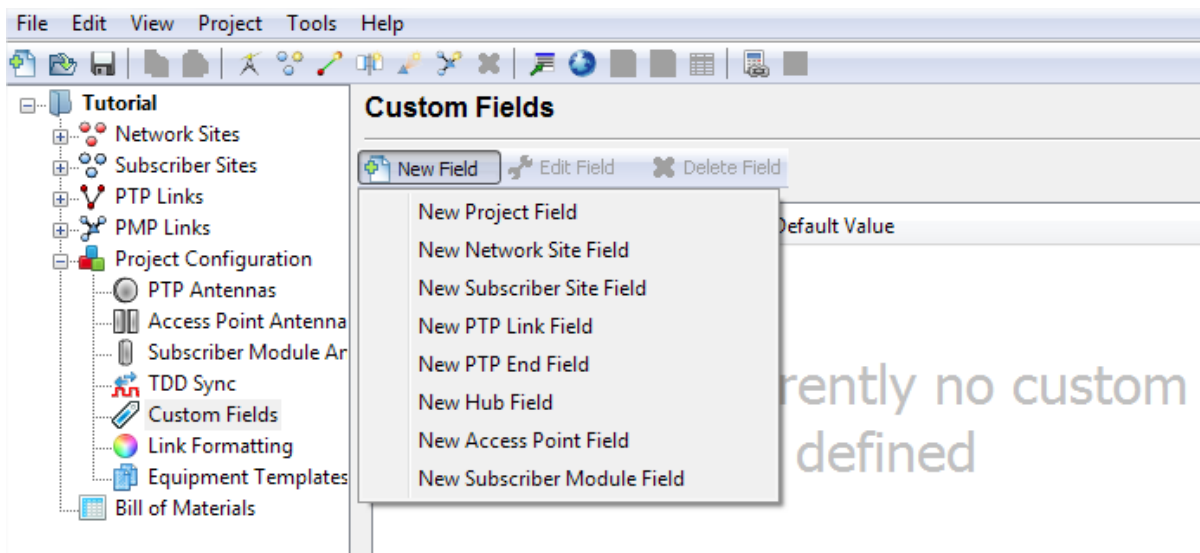 File Edit View Project Tools Help
Tutorial
Network Sites
Subscriber Sites
PTP Links
PMP Links
Project Configuration
PTP Antennas
Access Point Antenna
Subscriber Module Ar
TDD Sync
Custom Fields
Link Formatting
Equipment Templates
Bill of Materials
Custom Fields
New Field Edit Field Delete Field
New Project Field
New Network Site Field
New Subscriber Site Field
New PTP Link Field
New PTP End Field
New Hub Field
New Access Point Field
New Subscriber Module Field
Default Value
rently no custom
defined